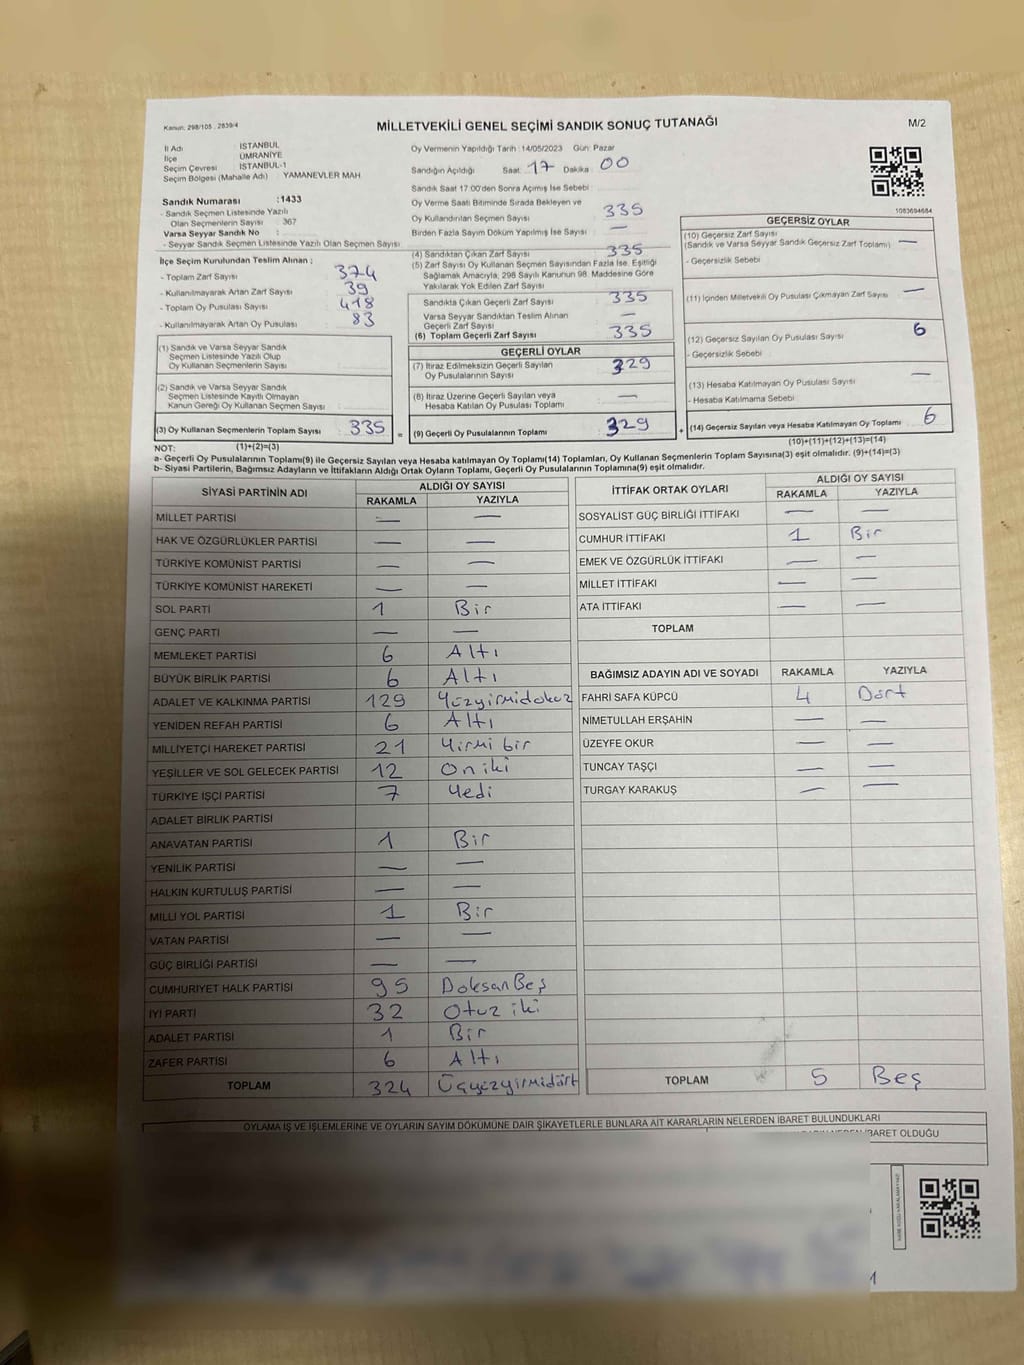 Kanun: 298/105 , 2839/4
MİLLETVEKİLİ GENEL SEÇİMİ SANDIK SONUÇ TUTANAĞI
M/2
İl Adı : İSTANBUL
İlçe : ÜMRANİYE
Seçim Çevresi : İSTANBUL-1
Seçim Bölgesi (Mahalle Adı) : YAMANEVLER MAH
Sandık Numarası :1433
- Sandık Seçmen Listesinde Yazılı
Olan Seçmenlerin Sayısı : 367
Varsa Seyyar Sandık No :
- Seyyar Sandık Seçmen Listesinde Yazılı Olan Seçmen Sayısı:
Oy Vermenin Yapıldığı Tarih :14/05/2023 Gün: Pazar
Sandığın Açıldığı Saat: 17 Dakika: 00
Sandık Saat 17:00'den Sonra Açımış İse Sebebi
Oy Verme Saati Bitiminde Sırada Bekleyen ve
Oy Kullandırılan Seçmen Sayısı 335
Birden Fazla Sayım Döküm Yapılmış İse Sayısı : —
1083694684
İlçe Seçim Kurulundan Teslim Alınan ;
- Toplam Zarf Sayısı : 374
- Kullanılmayarak Artan Zarf Sayısı : 39
- Toplam Oy Pusulası Sayısı : 418
- Kullanılmayarak Artan Oy Pusulası : 83
(1) Sandık ve Varsa Seyyar Sandık
Seçmen Listesinde Yazılı Olup
Oy Kullanan Seçmenlerin Sayısı :
(2) Sandık ve Varsa Seyyar Sandık
Seçmen Listesinde Kayıtlı Olmayan
Kanun Gereği Oy Kullanan Seçmen Sayısı :
(3) Oy Kullanan Seçmenlerin Toplam Sayısı : 335
(4) Sandıktan Çıkan Zarf Sayısı 335
(5) Zarf Sayısı Oy Kullanan Seçmen Sayısından Fazla İse, Eşitliği
Sağlamak Amacıyla; 298 Sayılı Kanunun 98. Maddesine Göre
Yakılarak Yok Edilen Zarf Sayısı
Sandıkta Çıkan Geçerli Zarf Sayısı 335
Varsa Seyyar Sandıktan Teslim Alınan
Geçerli Zarf Sayısı —
(6) Toplam Geçerli Zarf Sayısı 335
GEÇERLİ OYLAR
(7) İtiraz Edilmeksizin Geçerli Sayılan
Oy Pusulalarının Sayısı 329
(8) İtiraz Üzerine Geçerli Sayılan veya
Hesaba Katılan Oy Pusulası Toplamı —
= (9) Geçerli Oy Pusulalarının Toplamı 329
GEÇERSİZ OYLAR
(10) Geçersiz Zarf Sayısı
(Sandık ve Varsa Seyyar Sandık Geçersiz Zarf Toplamı) —
- Geçersizlik Sebebi
(11) İçinden Milletvekili Oy Pusulası Çıkmayan Zarf Sayısı —
(12) Geçersiz Sayılan Oy Pusulası Sayısı 6
- Geçersizlik Sebebi
(13) Hesaba Katılmayan Oy Pusulası Sayısı —
- Hesaba Katılmama Sebebi
+ (14) Geçersiz Sayılan veya Hesaba Katılmayan Oy Toplamı 6
NOT: (1)+(2)=(3)
(10)+(11)+(12)+(13)=(14)
a- Geçerli Oy Pusulalarının Toplamı(9) ile Geçersiz Sayılan veya Hesaba katılmayan Oy Toplamı(14) Toplamları, Oy Kullanan Seçmenlerin Toplam Sayısına(3) eşit olmalıdır. (9)+(14)=(3)
b- Siyasi Partilerin, Bağımsız Adayların ve İttifakların Aldığı Ortak Oyların Toplamı, Geçerli Oy Pusulalarının Toplamına(9) eşit olmalıdır.
SİYASİ PARTİNİN ADI ALDIĞI OY SAYISI
RAKAMLA YAZIYLA
MİLLET PARTİSİ — —
HAK VE ÖZGÜRLÜKLER PARTİSİ — —
TÜRKİYE KOMÜNİST PARTİSİ — —
TÜRKİYE KOMÜNİST HAREKETİ — —
SOL PARTİ 1 Bir
GENÇ PARTİ — —
MEMLEKET PARTİSİ 6 Altı
BÜYÜK BİRLİK PARTİSİ 6 Altı
ADALET VE KALKINMA PARTİSİ 129 Yüzyirmidokuz
YENİDEN REFAH PARTİSİ 6 Altı
MİLLİYETÇİ HAREKET PARTİSİ 21 Yirmi bir
YEŞİLLER VE SOL GELECEK PARTİSİ 12 On iki
TÜRKİYE İŞÇİ PARTİSİ 7 Yedi
ADALET BİRLİK PARTİSİ
ANAVATAN PARTİSİ 1 Bir
YENİLİK PARTİSİ — —
HALKIN KURTULUŞ PARTİSİ — —
MİLLİ YOL PARTİSİ 1 Bir
VATAN PARTİSİ — —
GÜÇ BİRLİĞİ PARTİSİ — —
CUMHURİYET HALK PARTİSİ 95 Doksan Beş
İYİ PARTİ 32 Otuz iki
ADALET PARTİSİ 1 Bir
ZAFER PARTİSİ 6 Altı
TOPLAM 324 Üçyüzyirmidört
İTTİFAK ORTAK OYLARI ALDIĞI OY SAYISI
RAKAMLA YAZIYLA
SOSYALİST GÜÇ BİRLİĞİ İTTİFAKI — —
CUMHUR İTTİFAKI 1 Bir
EMEK VE ÖZGÜRLÜK İTTİFAKI — —
MİLLET İTTİFAKI — —
ATA İTTİFAKI — —
TOPLAM
BAĞIMSIZ ADAYIN ADI VE SOYADI RAKAMLA YAZIYLA
FAHRİ SAFA KÜPCÜ 4 Dört
NİMETULLAH ERŞAHİN — —
ÜZEYFE OKUR — —
TUNCAY TAŞÇI — —
TURGAY KARAKUŞ — —
TOPLAM 5 Beş
OYLAMA İŞ VE İŞLEMLERİNE VE OYLARIN SAYIM DÖKÜMÜNE DAİR ŞİKAYETLERLE BUNLARA AİT KARARLARIN NELERDEN İBARET BULUNDUKLARI
İBARET OLDUĞU